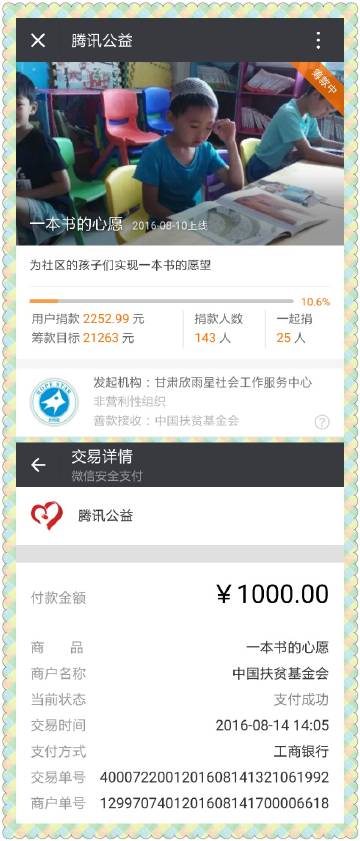 腾讯公益
筹款中
一本书的心愿 2016-08-10上线
为社区的孩子们实现一本书的愿望
10.6%
用户捐款 2252.99 元 捐款人数 一起捐
筹款目标 21263 元 143 人 25 人
发起机构：甘肃欣雨星社会工作服务中心
非营利性组织
善款接收：中国扶贫基金会
交易详情
微信安全支付
腾讯公益
付款金额 ￥1000.00
商 品 一本书的心愿
商户名称 中国扶贫基金会
当前状态 支付成功
交易时间 2016-08-14 14:05
支付方式 工商银行
交易单号 4000722001201608141321061992
商户单号 1299707401201608141700006618